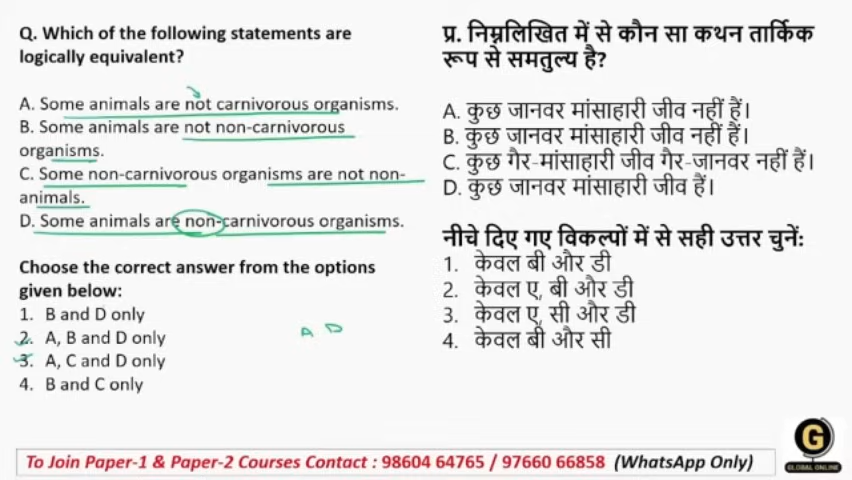 Q. Which of the following statements are
logically equivalent?
A. Some animals are not carnivorous organisms.
B. Some animals are not non-carnivorous
organisms.
C. Some non-carnivorous organisms are not non-
animals.
D. Some animals are non-carnivorous organisms.
Choose the correct answer from the options
given below:
1. B and D only
2. A, B and D only
3. A, C and D only
4. B and C only
A D
प्र. निम्नलिखित में से कौन सा कथन तार्किक
रूप से समतुल्य है?
A. कुछ जानवर मांसाहारी जीव नहीं हैं।
B. कुछ जानवर मांसाहारी जीव नहीं हैं।
C. कुछ गैर-मांसाहारी जीव गैर-जानवर नहीं हैं।
D. कुछ जानवर मांसाहारी जीव हैं।
नीचे दिए गए विकल्पों में से सही उत्तर चुनें:
1. केवल बी और डी
2. केवल ए, बी और डी
3. केवल ए, सी और डी
4. केवल बी और सी
G
GLOBAL ONLINE
To Join Paper-1 & Paper-2 Courses Contact : 98604 64765 / 97660 66858 (WhatsApp Only)